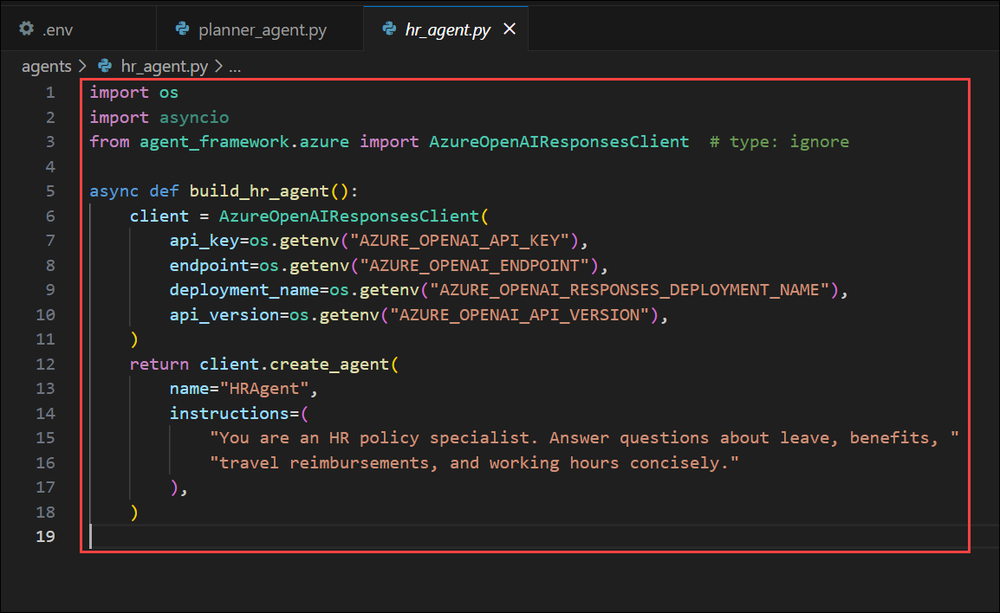 .env planner_agent.py hr_agent.py
agents > hr_agent.py > ...
1 import os
2 import asyncio
3 from agent_framework.azure import AzureOpenAIResponsesClient  # type: ignore
4
5 async def build_hr_agent():
6     client = AzureOpenAIResponsesClient(
7         api_key=os.getenv("AZURE_OPENAI_API_KEY"),
8         endpoint=os.getenv("AZURE_OPENAI_ENDPOINT"),
9         deployment_name=os.getenv("AZURE_OPENAI_RESPONSES_DEPLOYMENT_NAME"),
10         api_version=os.getenv("AZURE_OPENAI_API_VERSION"),
11     )
12     return client.create_agent(
13         name="HRAgent",
14         instructions=(
15             "You are an HR policy specialist. Answer questions about leave, benefits, "
16             "travel reimbursements, and working hours concisely."
17         ),
18     )
19